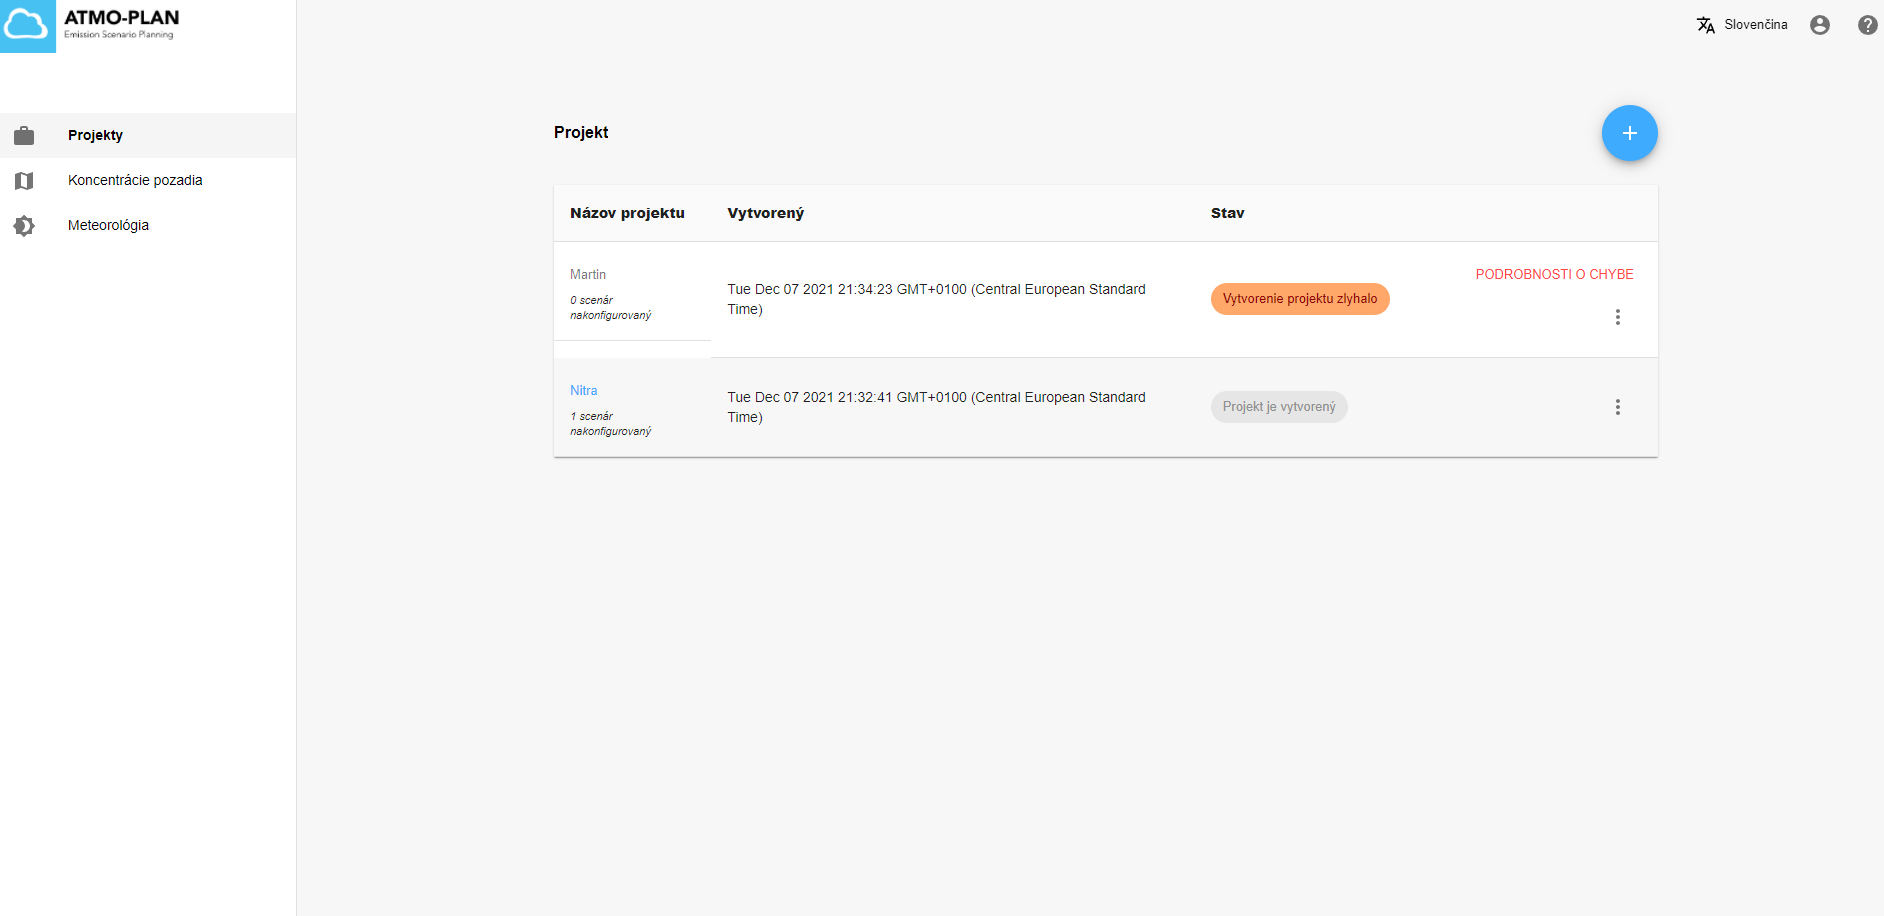 ATMO-PLAN
Emission Scenario Planning
Slovenčina
Projekty
Koncentrácie pozadia
Meteorológia
Projekt
Názov projektu Vytvorený Stav
Martin
0 scenár
nakonfigurovaný
Tue Dec 07 2021 21:34:23 GMT+0100 (Central European Standard
Time)
Vytvorenie projektu zlyhalo
PODROBNOSTI O CHYBE
Nitra
1 scenár
nakonfigurovaný
Tue Dec 07 2021 21:32:41 GMT+0100 (Central European Standard
Time)
Projekt je vytvorený